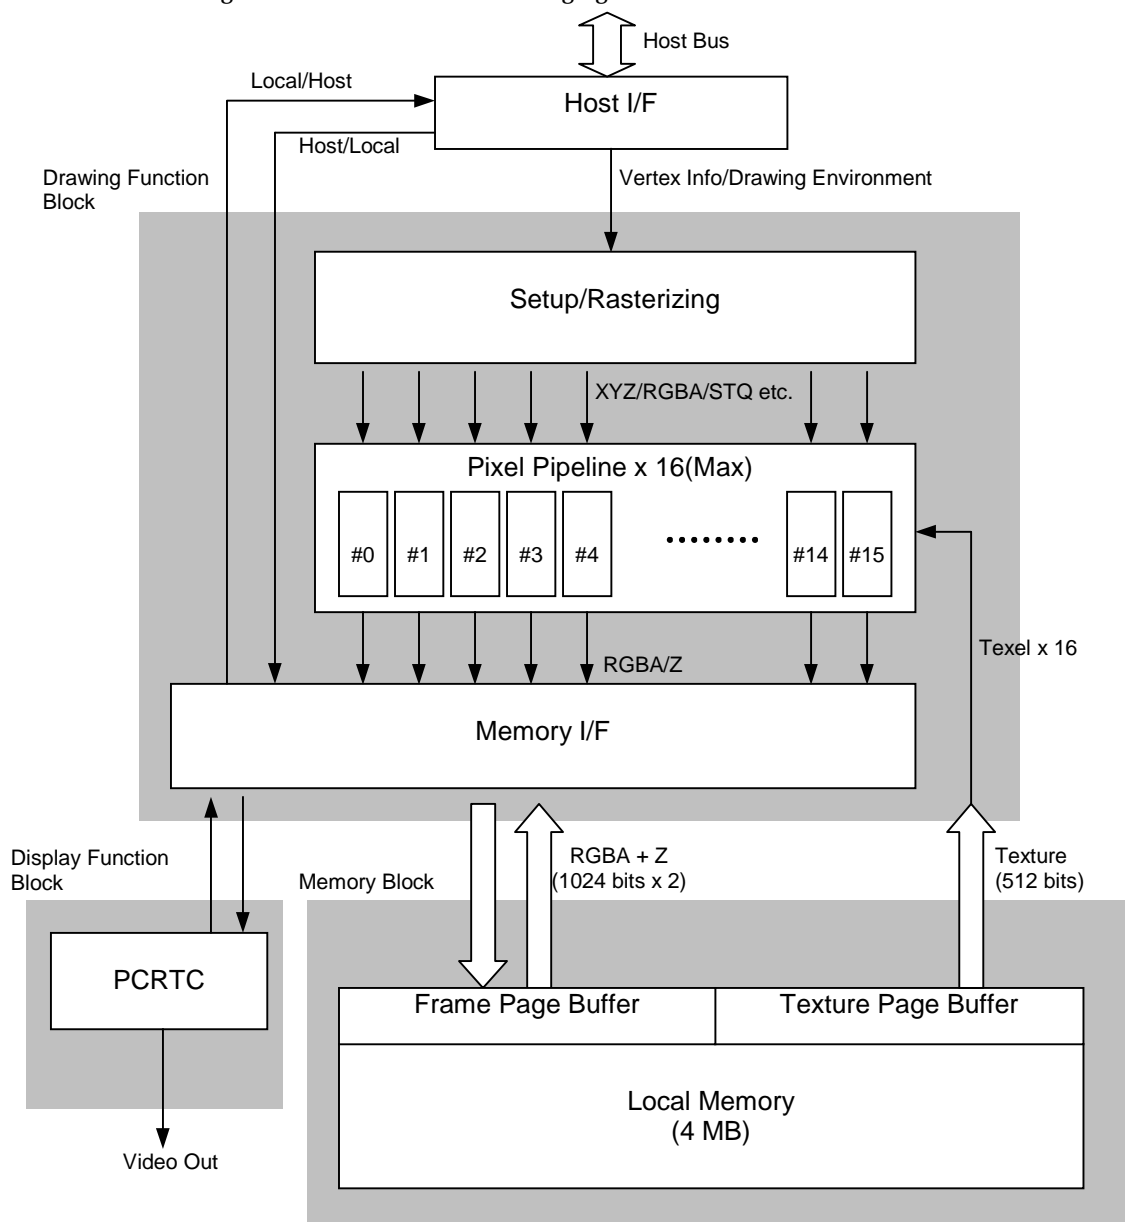 Host Bus
Local/Host
Host I/F
Host/Local
Drawing Function
Block
Vertex Info/Drawing Environment
Setup/Rasterizing
XYZ/RGBA/STQ etc.
Pixel Pipeline x 16(Max)
#0 #1 #2 #3 #4 ········ #14 #15
RGBA/Z
Texel x 16
Memory I/F
Display Function
Block
Memory Block
RGBA + Z
(1024 bits x 2)
Texture
(512 bits)
PCRTC
Frame Page Buffer
Texture Page Buffer
Local Memory
(4 MB)
Video Out